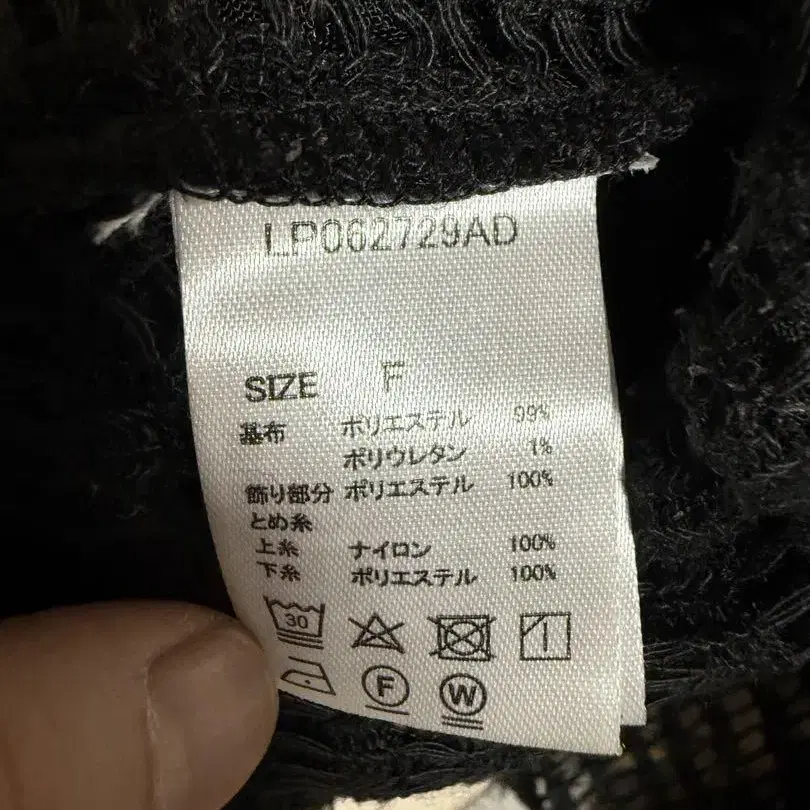 LP062729AD
SIZE F
基布 ポリエステル 99%
ポリウレタン 1%
飾り部分 ポリエステル 100%
とめ糸
上糸 ナイロン 100%
下糸 ポリエステル 100%
30
F W